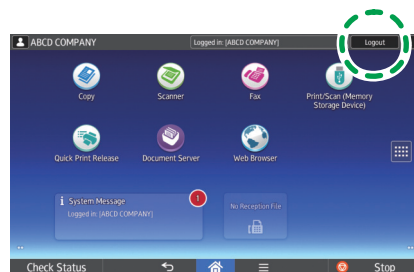 ABCD COMPANY
Logged in: [ABCD COMPANY]
Logout
Copy
Scanner
Fax
Print/Scan (Memory
Storage Device)
Quick Print Release
Document Server
Web Browser
System Message
1
Logged in: [ABCD COMPANY]
No Reception File
Check Status
Stop